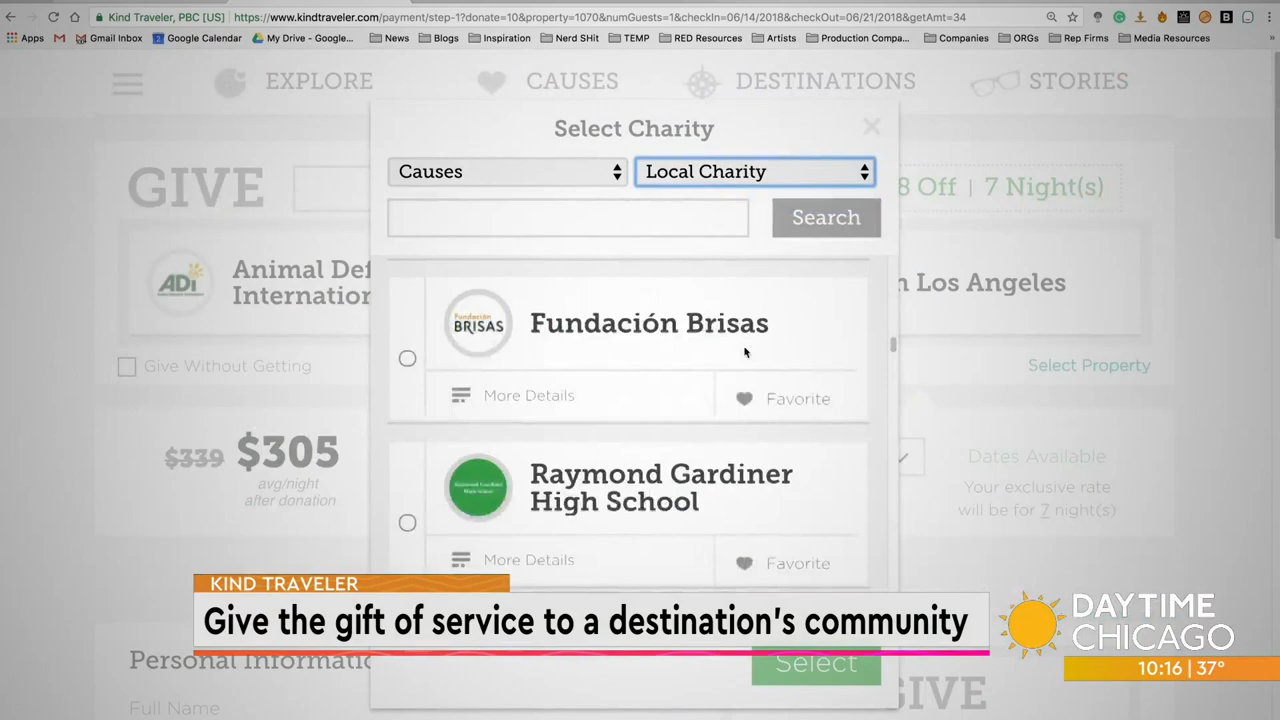 Kind Traveler, PBC [US] | https://www.kindtraveler.com/payment/step-1?donate=10&property=1070&numGuests=1&checkIn=06/14/2018&checkOut=06/21/2018&getAmt=34
Apps Gmail Inbox Google Calendar My Drive - Google... News Blogs Inspiration Nerd SHit TEMP RED Resources Artists Production Compa... Companies ORGs Rep Firms Media Resources
EXPLORE CAUSES DESTINATIONS STORIES
Select Charity
Causes
Local Charity
Search
GIVE
8 Off | 7 Night(s)
ADI
Animal Def
Internation
n Los Angeles
Give Without Getting
Select Property
Fundación
BRISAS
Fundación Brisas
More Details
Favorite
$339 $305
avg/night
after donation
Dates Available
Your exclusive rate
will be for 7 night(s)
Raymond Gardiner
High School
More Details
Favorite
KIND TRAVELER
Give the gift of service to a destination's community
DAYTIME
CHICAGO
10:16 | 37°
Personal Informatio
Select
GIVE
Full Name